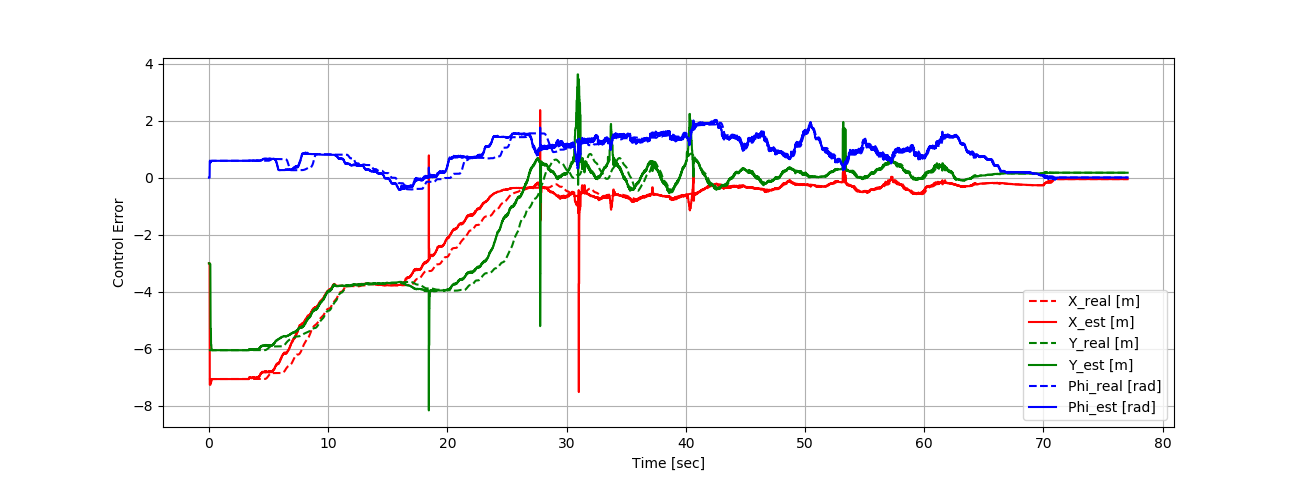 4
2
0
−2
−4
−6
−8
Control Error
0 10 20 30 40 50 60 70 80
Time [sec]
X_real [m]
X_est [m]
Y_real [m]
Y_est [m]
Phi_real [rad]
Phi_est [rad]